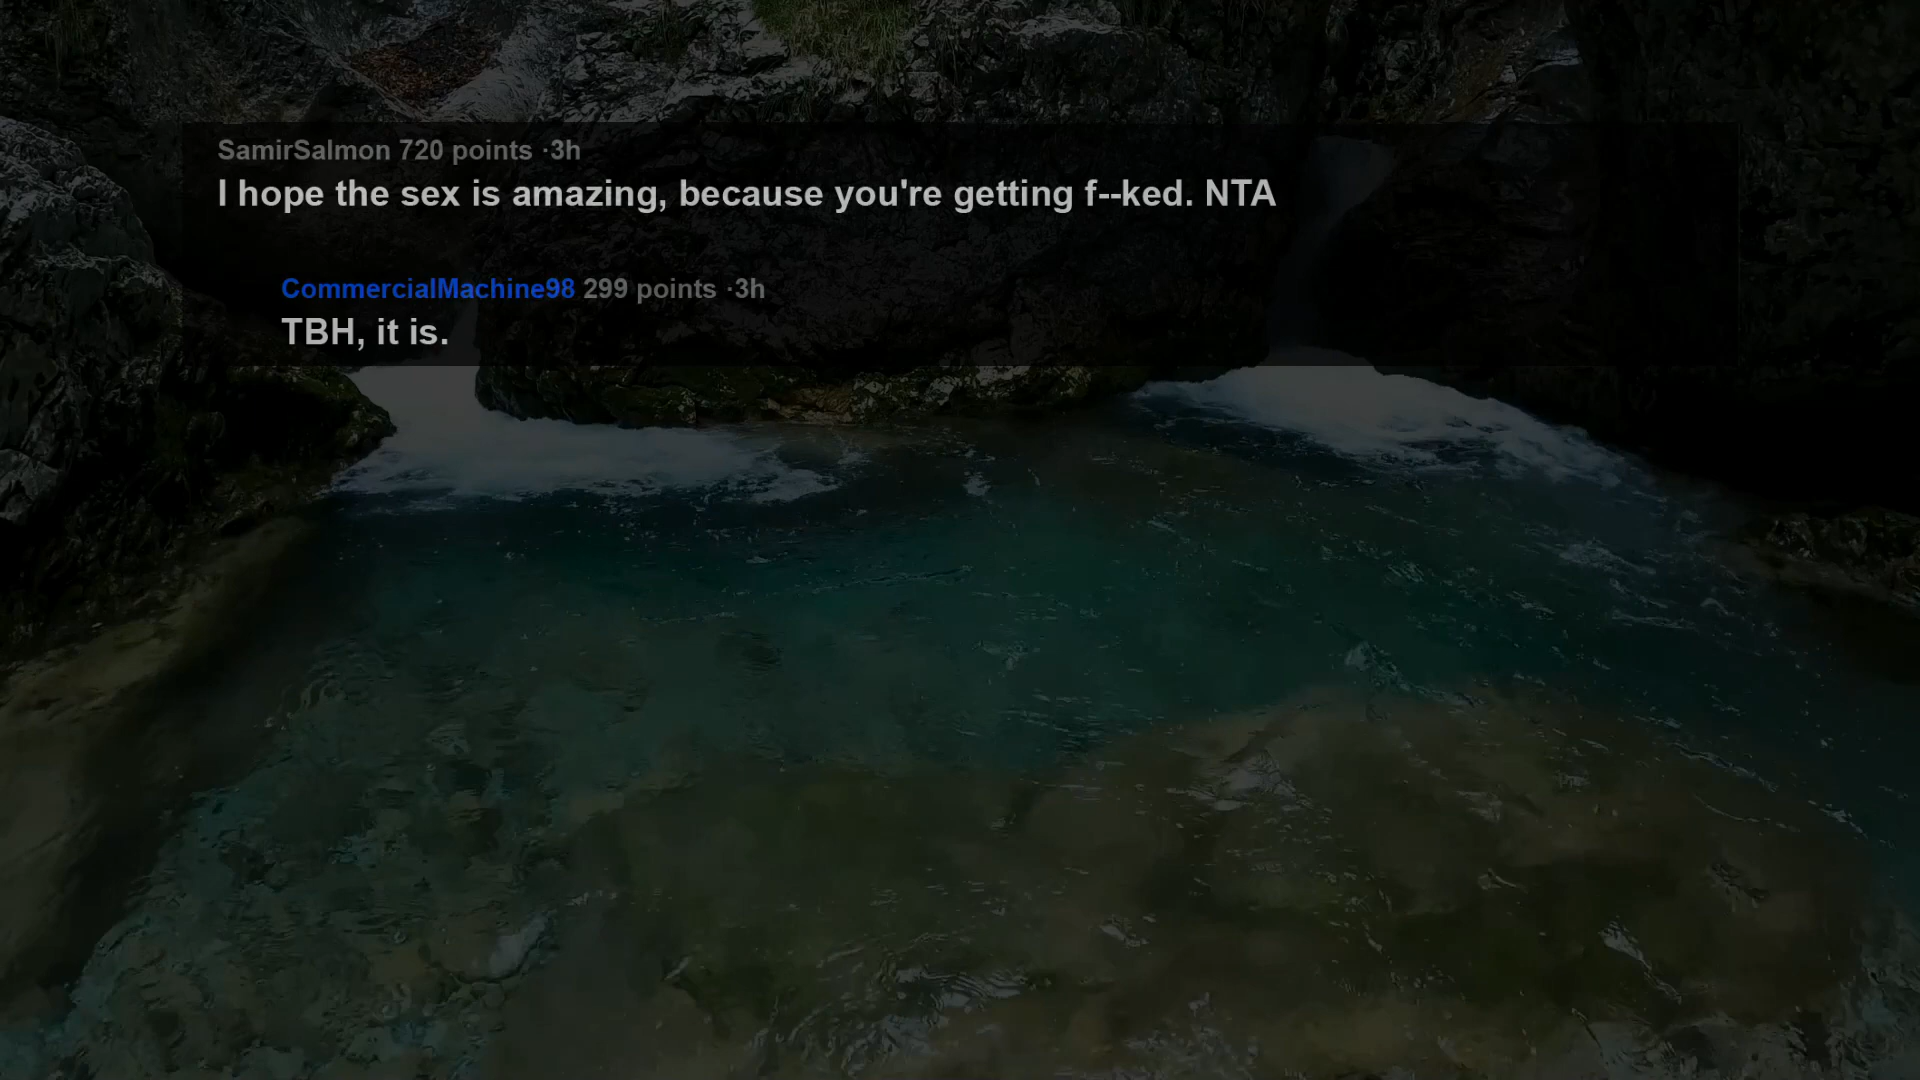 SamirSalmon 720 points ·3h
I hope the sex is amazing, because you're getting f--ked. NTA
CommercialMachine98 299 points ·3h
TBH, it is.